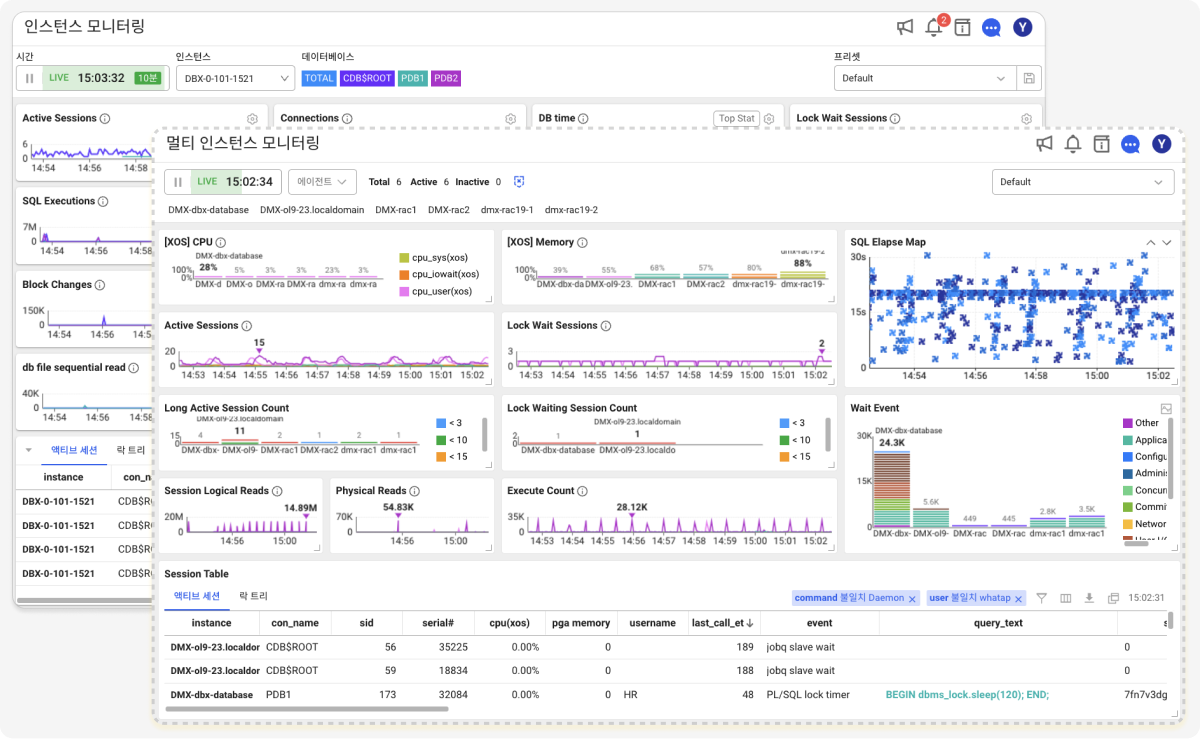 인스턴스 모니터링
2
Y
시간
인스턴스
데이터베이스
프리셋
LIVE 15:03:32 10분
DBX-0-101-1521
TOTAL CDB$ROOT PDB1 PDB2
Default
Active Sessions
Connections
DB time
Top Stat
Lock Wait Sessions
6
0
14:54 14:56 14:58
SQL Executions
7M
0
14:54 14:56 14:58
Block Changes
150K
0
14:54 14:56 14:58
db file sequential read
40K
0
14:54 14:56 14:58
액티브 세션 락 트리
instance con_n
DBX-0-101-1521 CDB$R
DBX-0-101-1521 CDB$R
DBX-0-101-1521 CDB$R
DBX-0-101-1521 CDB$R
멀티 인스턴스 모니터링
Y
LIVE 15:02:34
에이전트
Total 6 Active 6 Inactive 0
Default
DMX-dbx-database DMX-ol9-23.localdomain DMX-rac1 DMX-rac2 dmx-rac19-1 dmx-rac19-2
[XOS] CPU
DMX-dbx-database
100%
0%
28% 5% 3% 3% 23% 3%
DMX-d DMX-o DMX-ra DMX-ra dmx-ra dmx-ra
cpu_sys(xos)
cpu_iowait(xos)
cpu_user(xos)
[XOS] Memory
dmx-rac19-2
100%
0%
39% 55% 68% 57% 80% 88%
DMX-dbx-da DMX-ol9-23. DMX-rac1 DMX-rac2 dmx-rac19- dmx-rac19-
SQL Elapse Map
30s
15s
0
14:54 14:56 14:58 15:00 15:02
Active Sessions
15
20
0
14:53 14:54 14:55 14:56 14:57 14:58 14:59 15:00 15:01 15:02
Lock Wait Sessions
2
3
0
14:53 14:54 14:55 14:56 14:57 14:58 14:59 15:00 15:01 15:02
Long Active Session Count
DMX-ol9-23.localdomain
15
0
4 11 2 1 2 1
DMX-dbx- DMX-ol9- DMX-rac1 DMX-rac2 dmx-rac1 dmx-rac1
< 3
< 10
< 15
Lock Waiting Session Count
DMX-ol9-23.localdomain
2
0
1 1
DMX-dbx-database DMX-ol9-23.localdo
< 3
< 10
< 15
Wait Event
DMX-dbx-database
30K
15K
0
24.3K 5.6K 449 445 2.8K 3.5K
DMX-dbx- DMX-ol9- DMX-rac DMX-rac dmx-rac1 dmx-rac1
Other
Applica
Configu
Adminis
Concurr
Commi
Networ
User I/O
Session Logical Reads
14.89M
20M
0
14:56 15:00
Physical Reads
54.83K
70K
0
14:56 15:00
Execute Count
28.12K
35K
0
14:53 14:54 14:55 14:56 14:57 14:58 14:59 15:00 15:01 15:02
Session Table
액티브 세션 락 트리
command 불일치 Daemon ×
user 불일치 whatap ×
15:02:31
instance con_name sid serial# cpu(xos) pga memory username last_call_et event query_text s
DMX-ol9-23.localdor CDB$ROOT 56 35225 0.00% 0 189 jobq slave wait 0
DMX-ol9-23.localdor CDB$ROOT 59 18834 0.00% 0 188 jobq slave wait 0
DMX-dbx-database PDB1 173 32084 0.00% 0 HR 48 PL/SQL lock timer BEGIN dbms_lock.sleep(120); END; 7fn7v3dg